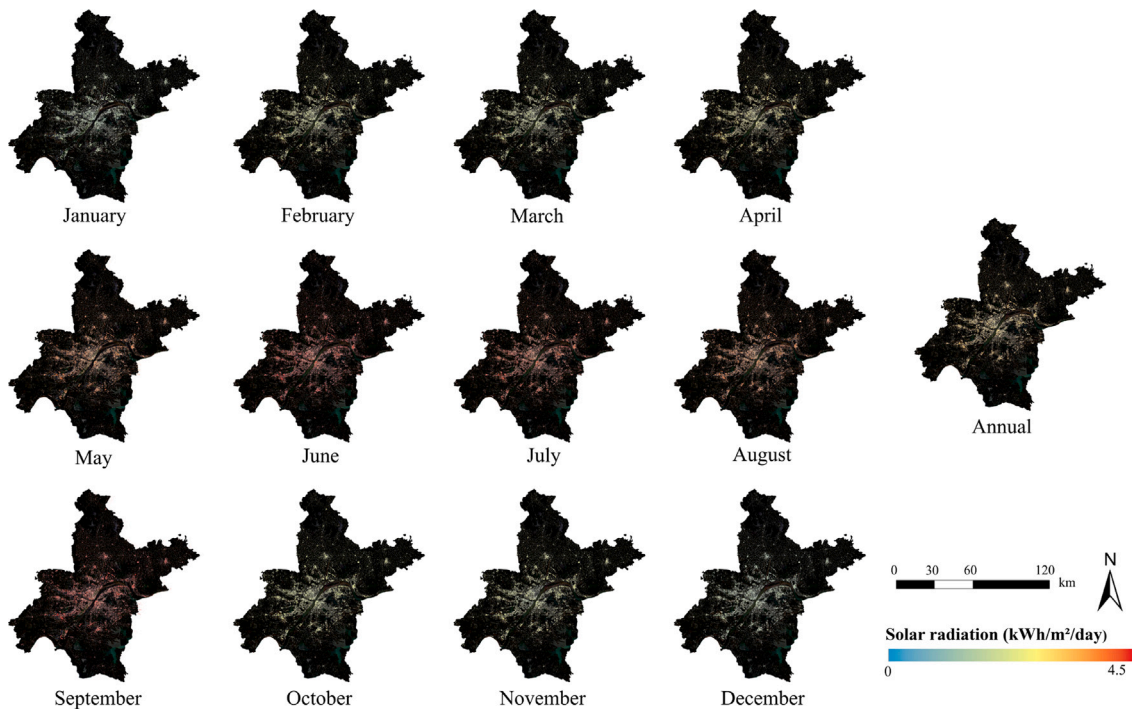 January
February
March
April
May
June
July
August
Annual
September
October
November
December
0 30 60 120
km
N
Solar radiation (kWh/m²/day)
0 4.5